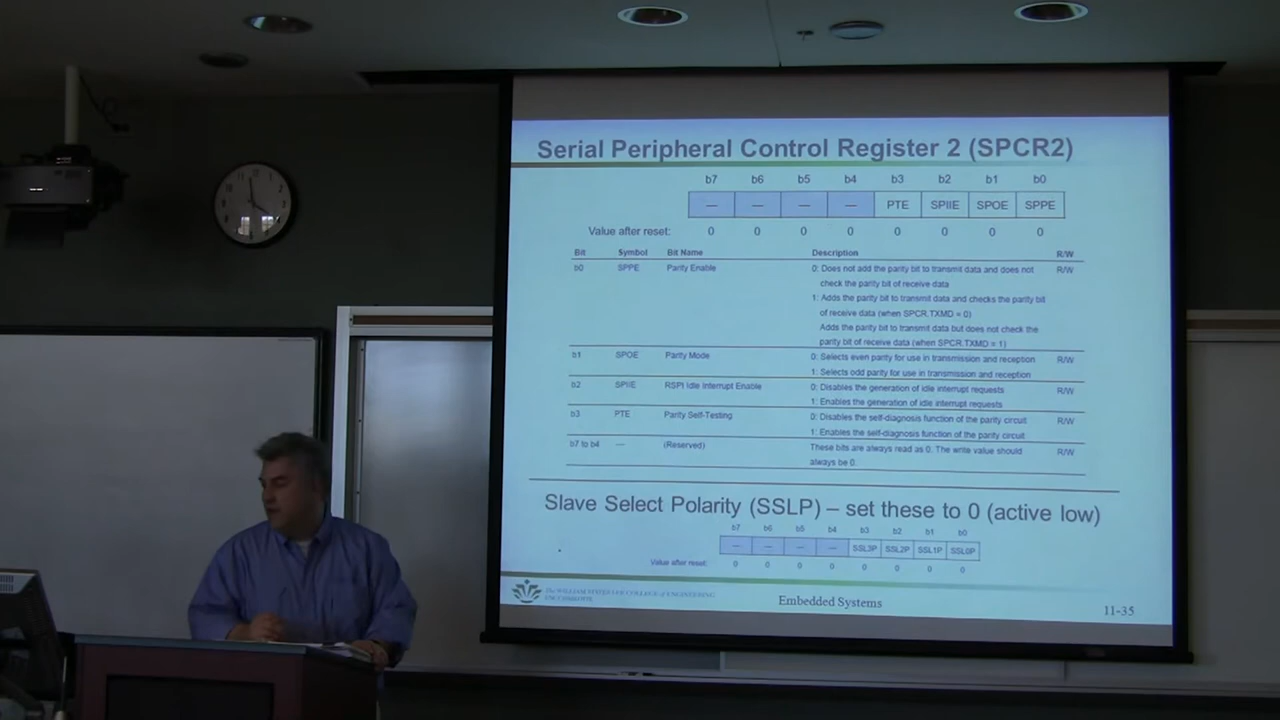 Serial Peripheral Control Register 2 (SPCR2)
b7 b6 b5 b4 b3 b2 b1 b0
— — — — PTE SPIIE SPOE SPPE
Value after reset: 0 0 0 0 0 0 0 0
Bit Symbol Bit Name Description R/W
b0 SPPE Parity Enable 0: Does not add the parity bit to transmit data and does not R/W
check the parity bit of receive data
1: Adds the parity bit to transmit data and checks the parity bit
of receive data (when SPCR.TXMD = 0)
Adds the parity bit to transmit data but does not check the
parity bit of receive data (when SPCR.TXMD = 1)
b1 SPOE Parity Mode 0: Selects even parity for use in transmission and reception R/W
1: Selects odd parity for use in transmission and reception
b2 SPIIE RSPI Idle Interrupt Enable 0: Disables the generation of idle interrupt requests R/W
1: Enables the generation of idle interrupt requests
b3 PTE Parity Self-Testing 0: Disables the self-diagnosis function of the parity circuit R/W
1: Enables the self-diagnosis function of the parity circuit
b7 to b4 — (Reserved) These bits are always read as 0. The write value should R/W
always be 0.
Slave Select Polarity (SSLP) – set these to 0 (active low)
b7 b6 b5 b4 b3 b2 b1 b0
— — — — SSL3P SSL2P SSL1P SSL0P
Value after reset: 0 0 0 0 0 0 0 0
The WILLIAM STATES LEE COLLEGE of ENGINEERING
UNC CHARLOTTE
Embedded Systems
11-35